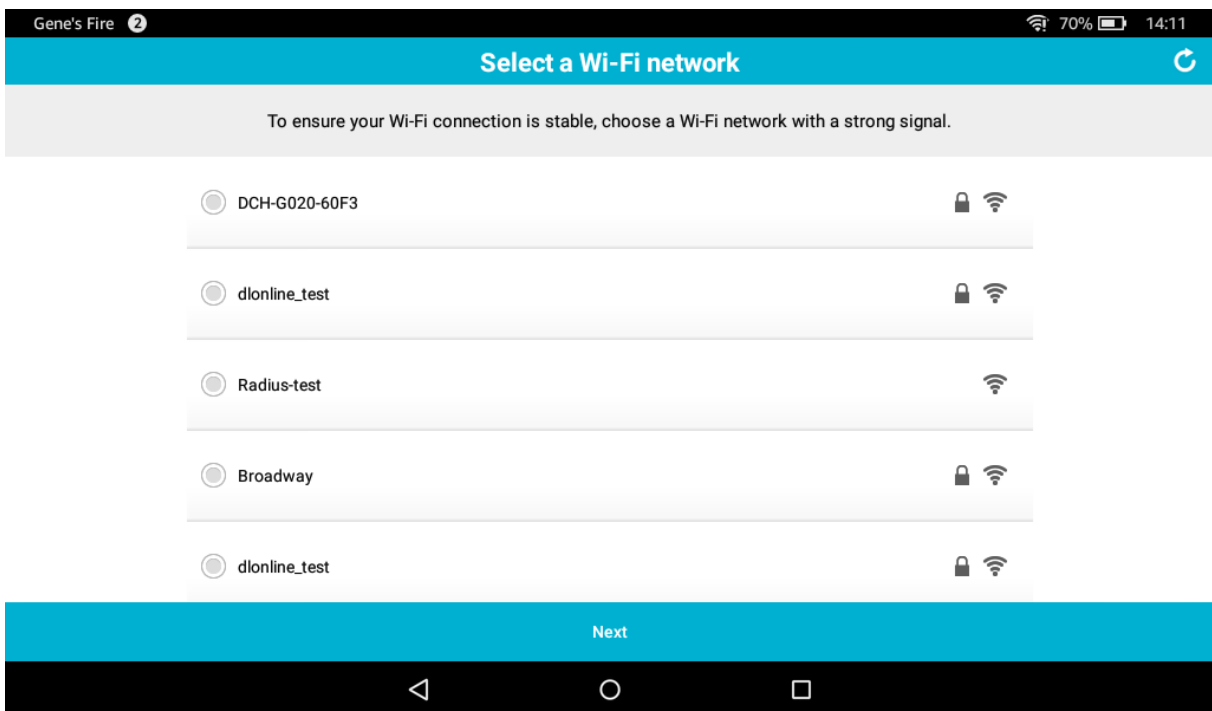 Gene's Fire 2 70% 14:11
Select a Wi-Fi network
To ensure your Wi-Fi connection is stable, choose a Wi-Fi network with a strong signal.
DCH-G020-60F3
dlonline_test
Radius-test
Broadway
dlonline_test
Next